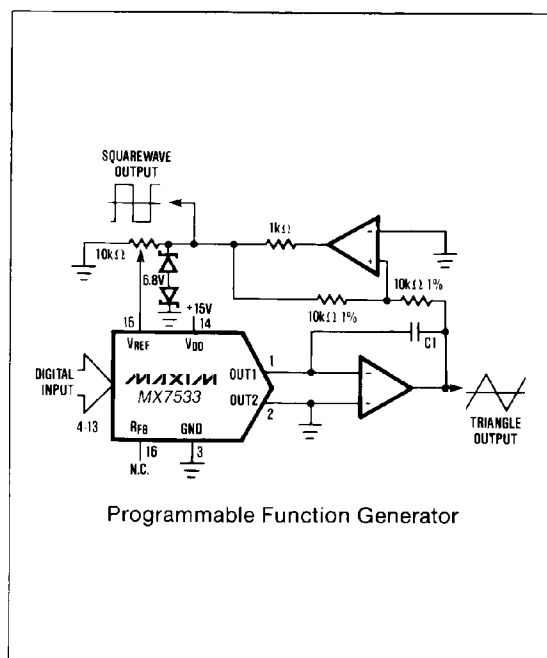 SQUAREWAVE
OUTPUT
1kΩ
10kΩ
6.8V
+15V
10kΩ 1%
10kΩ 1%
C1
15
14
VREF
VDD
1
DIGITAL
INPUT
MAXIM
MX7533
OUT1
OUT2
2
4-13
RFB
GND
16
3
N.C.
TRIANGLE
OUTPUT
Programmable Function Generator